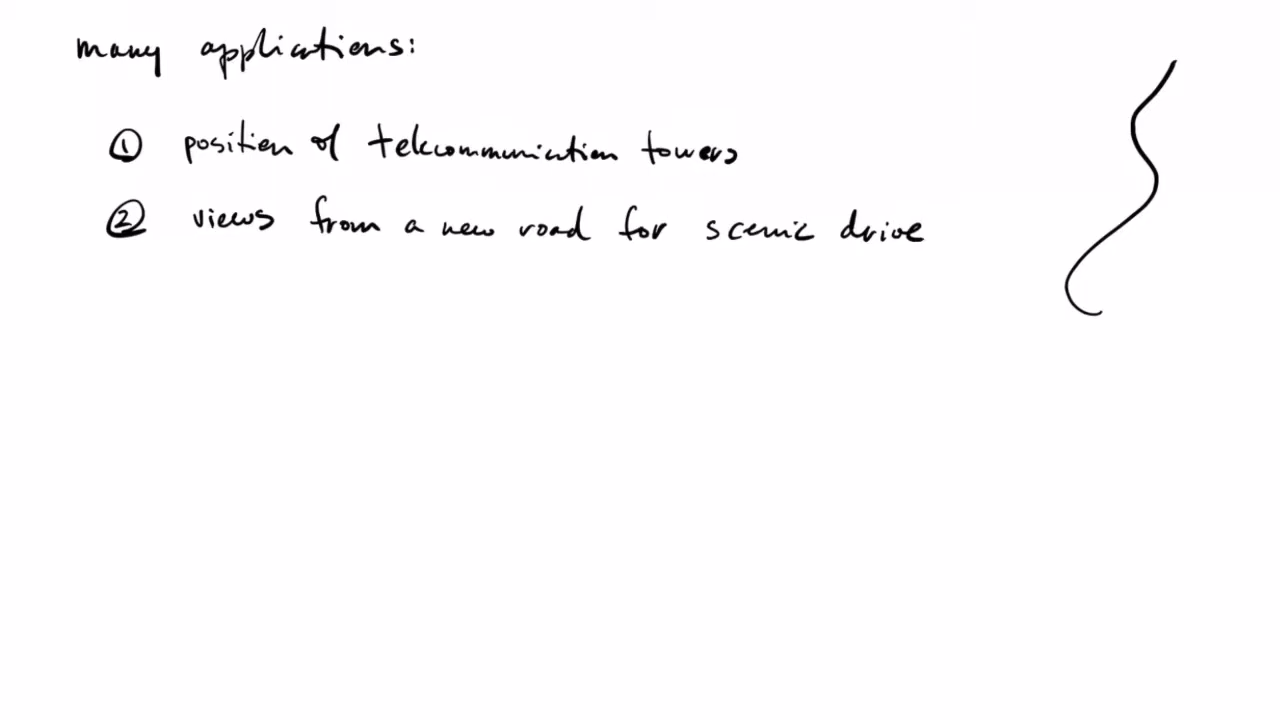 many applications:
① position of telecommunication towers
② views from a new road for scenic drive